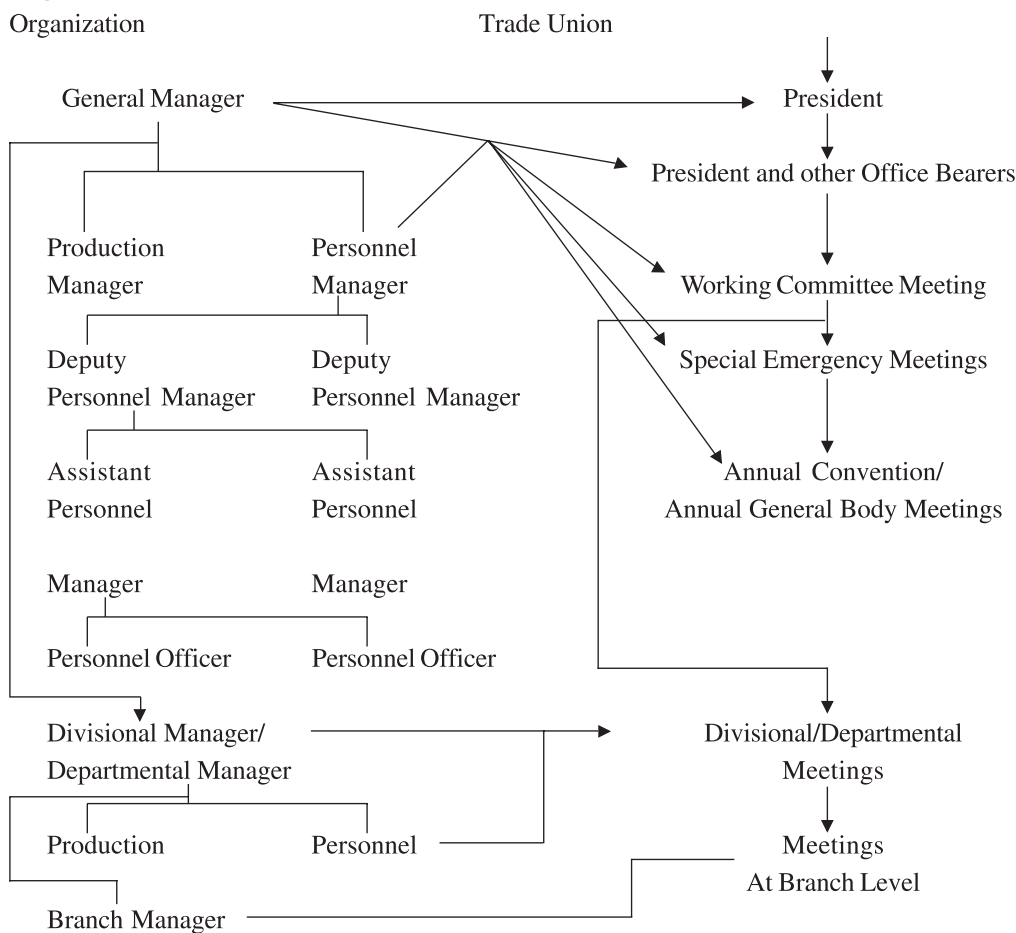 Organization
Trade Union
General Manager
President
President and other Office Bearers
Production
Manager
Personnel
Manager
Working Committee Meeting
Deputy
Personnel Manager
Deputy
Personnel Manager
Special Emergency Meetings
Assistant
Personnel
Assistant
Personnel
Annual Convention/
Annual General Body Meetings
Manager
Manager
Personnel Officer
Personnel Officer
Divisional Manager/
Departmental Manager
Divisional/Departmental
Meetings
Production
Personnel
Meetings
At Branch Level
Branch Manager